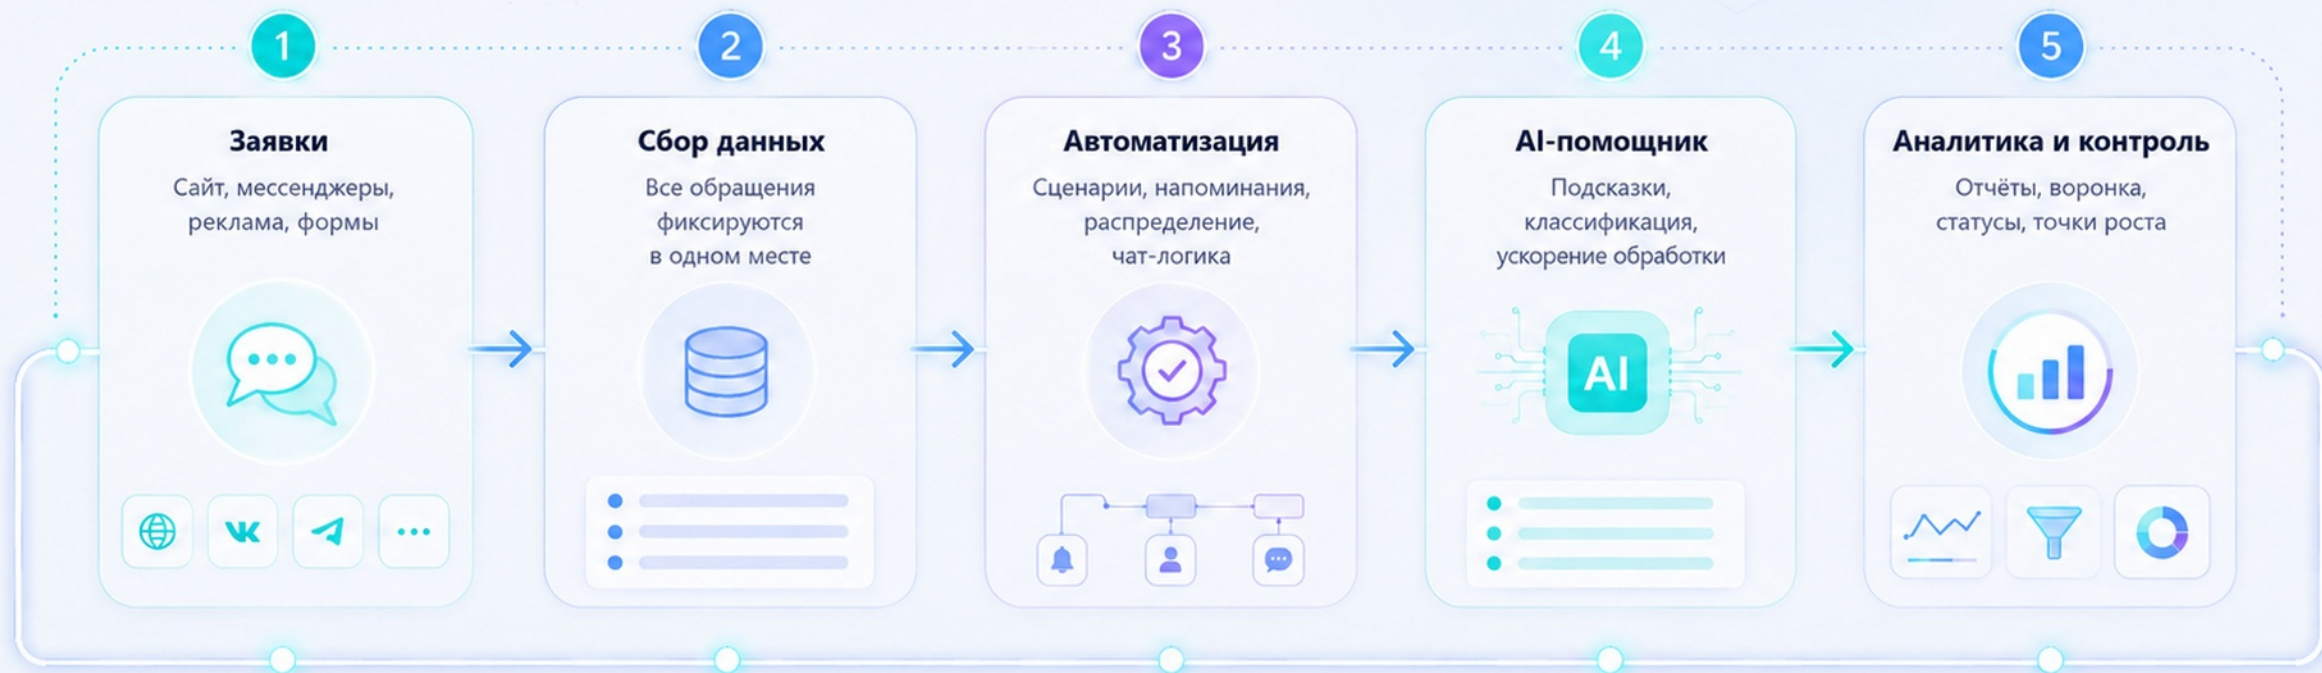 1
2
3
4
5
Заявки
Сайт, мессенджеры,
реклама, формы
Сбор данных
Все обращения
фиксируются
в одном месте
Автоматизация
Сценарии, напоминания,
распределение,
чат-логика
AI-помощник
Подсказки,
классификация,
ускорение обработки
AI
Аналитика и контроль
Отчёты, воронка,
статусы, точки роста